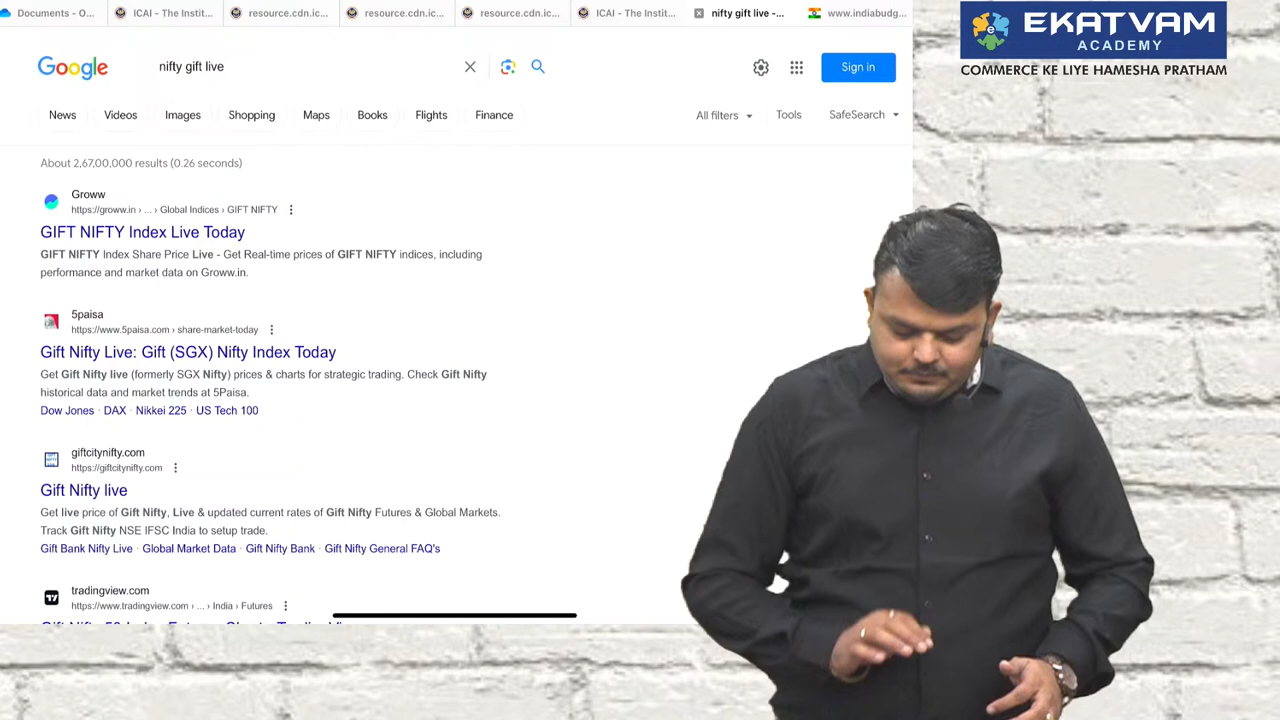 Documents - O...
ICAI - The Instit...
resource.cdn.ic...
resource.cdn.ic...
resource.cdn.ic...
ICAI - The Instit...
nifty gift live -...
www.indiabudg...
EKATVAM
ACADEMY
COMMERCE KE LIYE HAMESHA PRATHAM
Google
nifty gift live
Sign in
News Videos Images Shopping Maps Books Flights Finance
All filters Tools SafeSearch
About 2,67,00,000 results (0.26 seconds)
Groww
https://groww.in › ... › Global Indices › GIFT NIFTY
GIFT NIFTY Index Live Today
GIFT NIFTY Index Share Price Live - Get Real-time prices of GIFT NIFTY indices, including
performance and market data on Groww.in.
5paisa
https://www.5paisa.com › share-market-today
Gift Nifty Live: Gift (SGX) Nifty Index Today
Get Gift Nifty live (formerly SGX Nifty) prices & charts for strategic trading. Check Gift Nifty
historical data and market trends at 5Paisa.
Dow Jones · DAX · Nikkei 225 · US Tech 100
giftcitynifty.com
https://giftcitynifty.com
Gift Nifty live
Get live price of Gift Nifty, Live & updated current rates of Gift Nifty Futures & Global Markets.
Track Gift Nifty NSE IFSC India to setup trade.
Gift Bank Nifty Live · Global Market Data · Gift Nifty Bank · Gift Nifty General FAQ's
tradingview.com
https://www.tradingview.com › ... › India › Futures